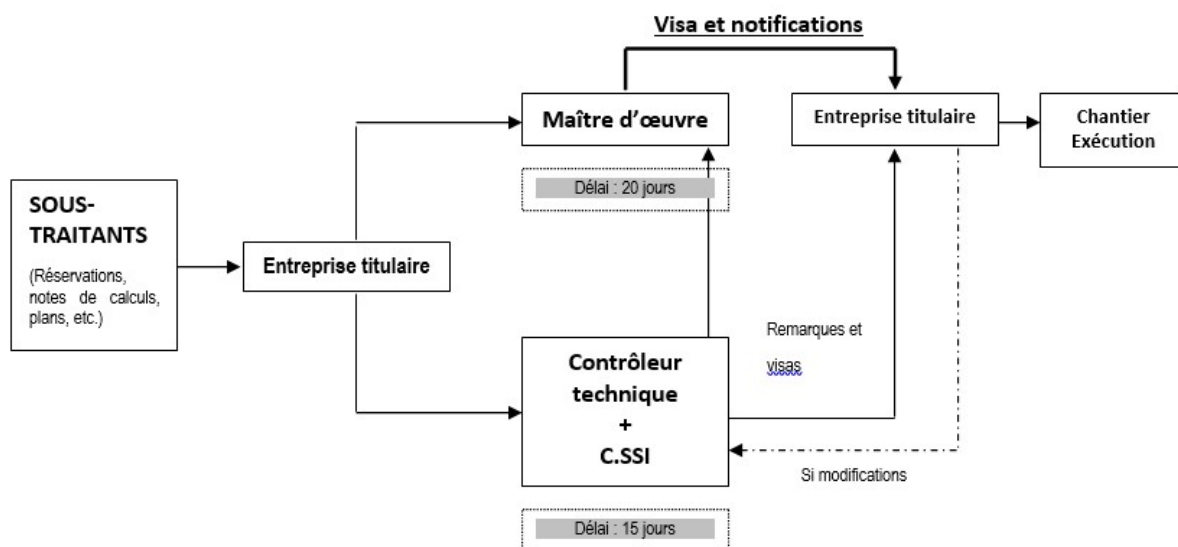 Visa et notifications
Maître d'œuvre
Entreprise titulaire
Chantier
Exécution
Délai : 20 jours
SOUS-
TRAITANTS
(Réservations,
notes de calculs,
plans, etc.)
Entreprise titulaire
Remarques et
visas
Contrôleur
technique
+
C.SSI
Si modifications
Délai : 15 jours